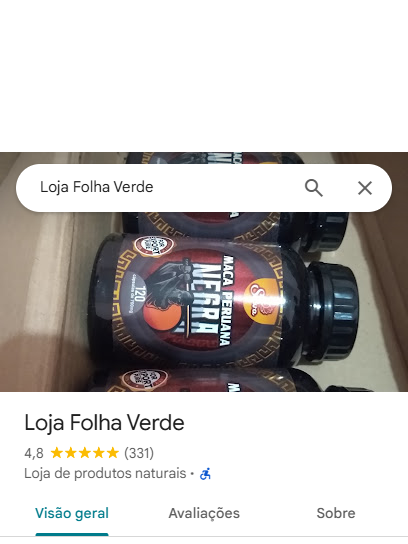 Loja Folha Verde
MACA PERUANA
NEGRA
120
Loja Folha Verde
4,8 ★★★★★ (331)
Loja de produtos naturais •
Visão geral
Avaliações
Sobre